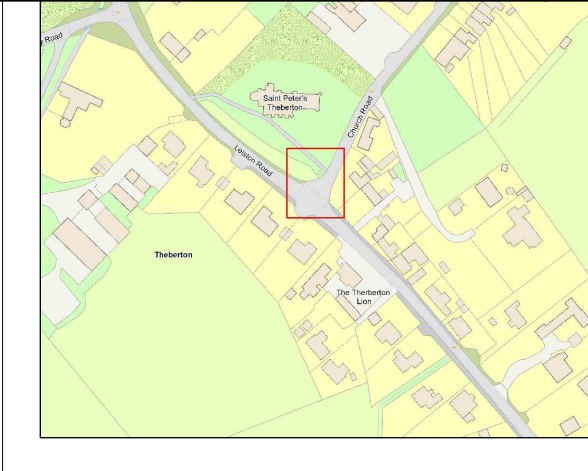 y Road
Saint Peter's
Theberton
Church Road
Leiston Road
Theberton
The Therberton
Lion